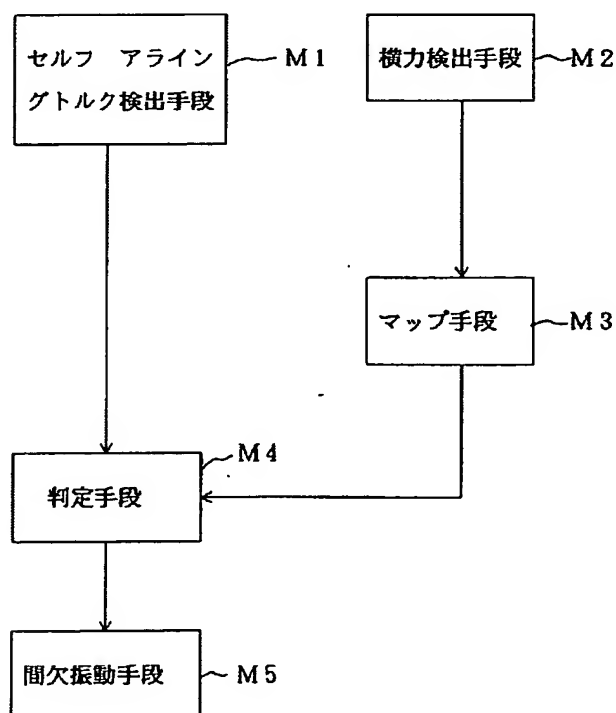 セルフ アライン
グトルク検出手段
M1
横力検出手段
M2
マップ手段
M3
M4
判定手段
間欠振動手段
M5